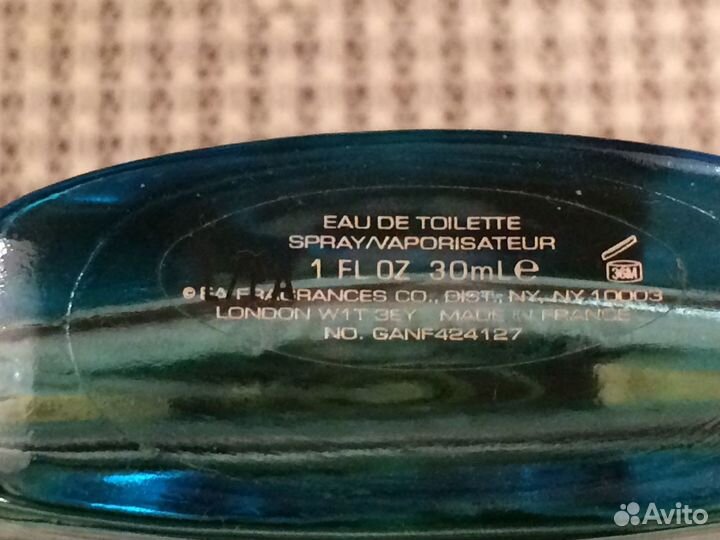 EAU DE TOILETTE
SPRAY/VAPORISATEUR
1 FL OZ 30ml e
36M
© EA FRAGRANCES CO., DIST., NY, NY 10003
LONDON W1T 3EY MADE IN FRANCE
NO. GANF424127
Avito